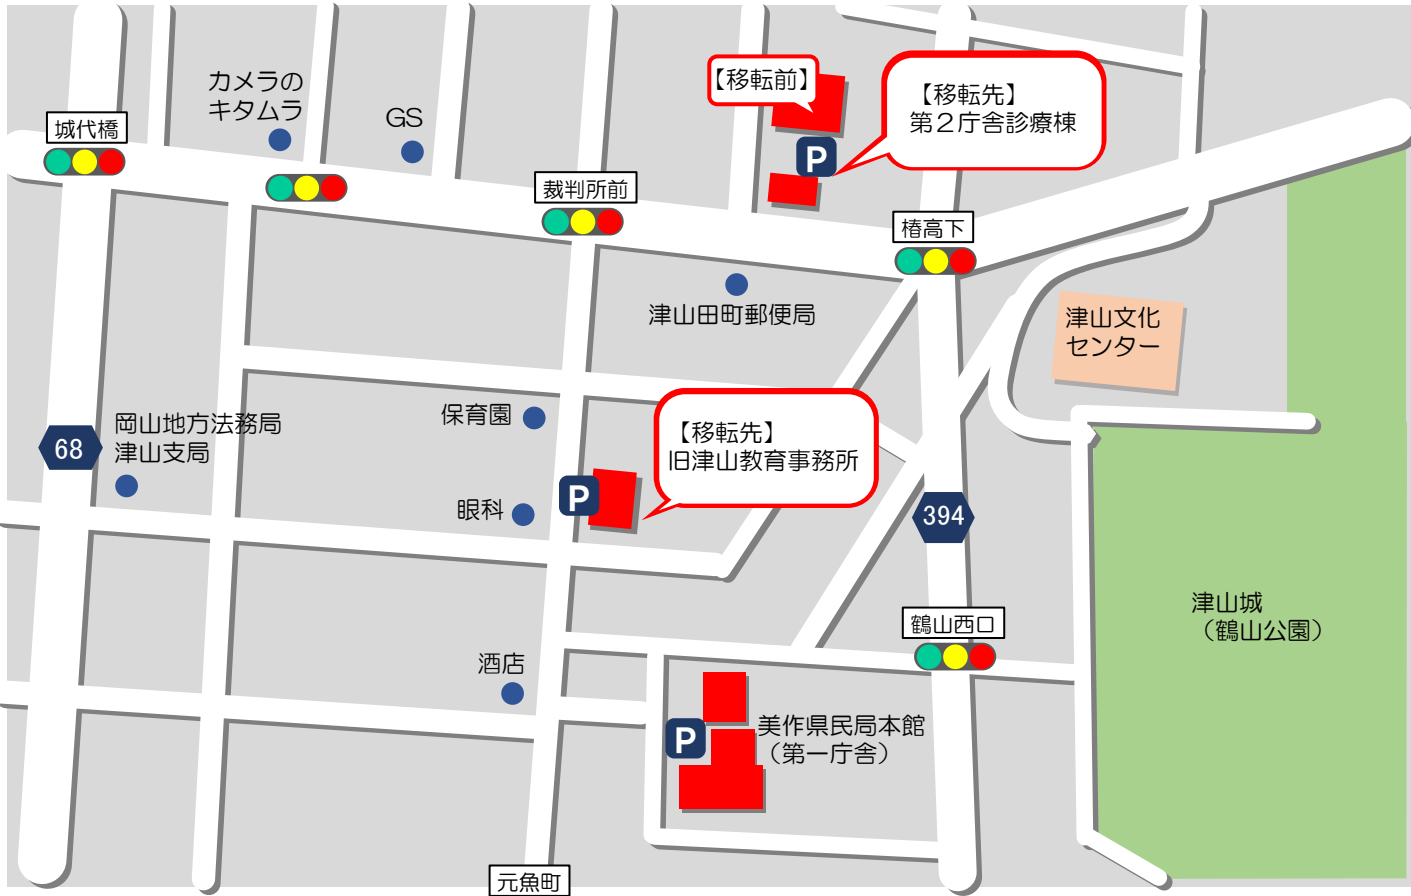 【移転前】
【移転先】
第2庁舎診療棟
カメラの
キタムラ
GS
城代橋
P
裁判所前
椿高下
津山田町郵便局
津山文化
センター
保育園
【移転先】
旧津山教育事務所
岡山地方法務局
津山支局
68
P
眼科
394
津山城
（鶴山公園）
鶴山西口
酒店
P
美作県民局本館
（第一庁舎）
元魚町